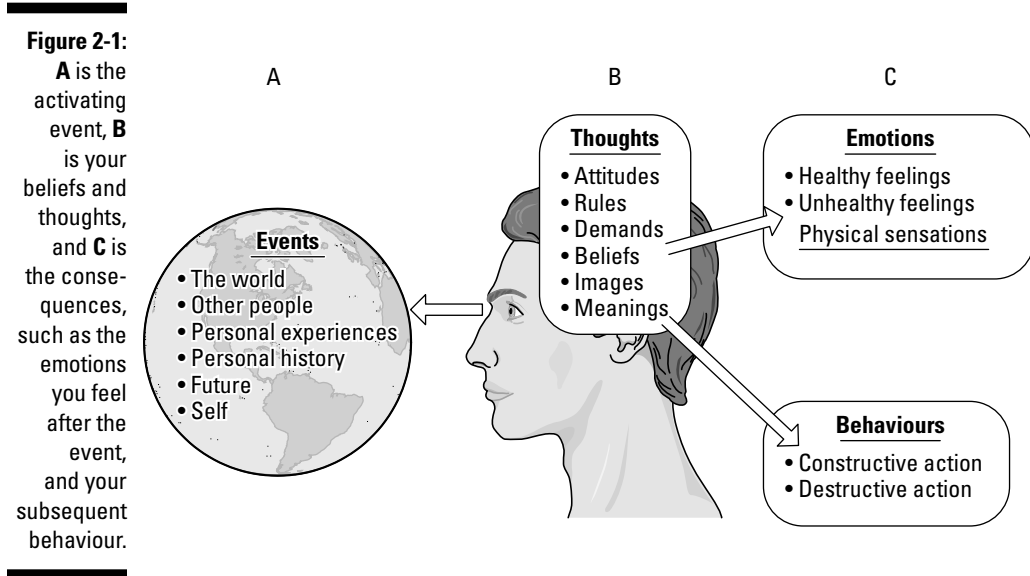 Figure 2-1:
A is the
activating
event, B
is your
beliefs and
thoughts,
and C is
the conse-
quences,
such as the
emotions
you feel
after the
event,
and your
subsequent
behaviour.
A
Events
• The world
• Other people
• Personal experiences
• Personal history
• Future
• Self
B
Thoughts
• Attitudes
• Rules
• Demands
• Beliefs
• Images
• Meanings
C
Emotions
• Healthy feelings
• Unhealthy feelings
Physical sensations
Behaviours
• Constructive action
• Destructive action